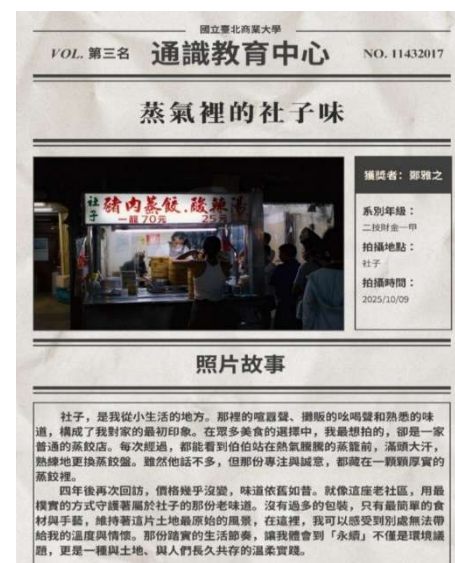 國立臺北商業大學
VOL. 第三名 通識教育中心 NO. 11432017
蒸氣裡的社子味
社子 豬肉蒸餃.酸辣湯
一籠70元 25元
獲獎者：鄭雅之
系別年級：
二技財金一甲
拍攝地點：
社子
拍攝時間：
2025/10/09
照片故事
社子，是我從小生活的地方。那裡的喧囂聲、攤販的吆喝聲和熟悉的味
道，構成了我對家的最初印象。在眾多美食的選擇中，我最想拍的，卻是一家
普通的蒸餃店。每次經過，都能看到伯伯站在熱氣騰騰的蒸籠前，滿頭大汗，
熟練地更換蒸餃盤。雖然他話不多，但那份專注與誠意，都藏在一顆顆厚實的
蒸餃裡。
四年後再次回訪，價格幾乎沒變，味道依舊如昔。就像這座老社區，用最
樸實的方式守護著屬於社子的那份老味道。沒有過多的包裝，只有最簡單的食
材與手藝，維持著這片土地最原始的風景，在這裡，我可以感受到別處無法帶
給我的溫度與情懷。那份踏實的生活節奏，讓我體會到「永續」不僅是環境議
題，更是一種與土地、與人們長久共存的溫柔實踐。